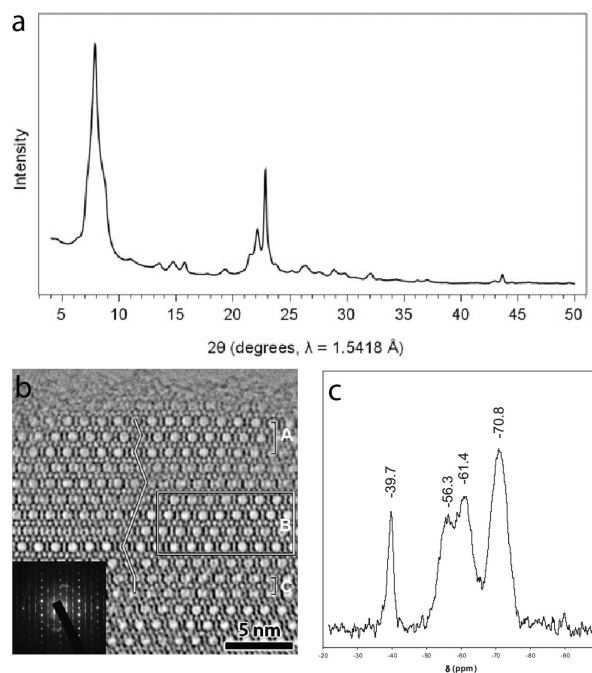 a
Intensity
5 10 15 20 25 30 35 40 45 50
2θ (degrees, λ = 1.5418 Å)
b
A
B
C
5 nm
c
-39.7
-56.3
-61.4
-70.8
-20 -30 -40 -50 -60 -70 -80 -90
δ (ppm)